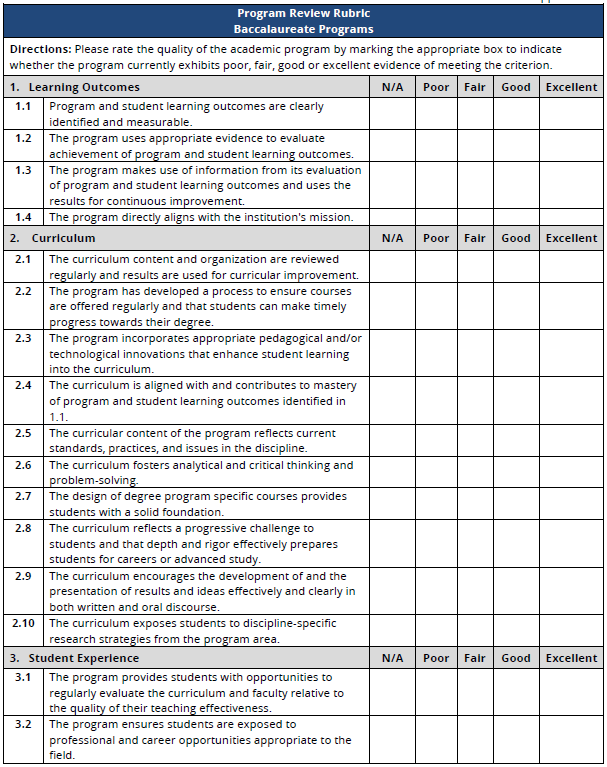 Program Review Rubric
Baccalaureate Programs
Directions: Please rate the quality of the academic program by marking the appropriate box to indicate
whether the program currently exhibits poor, fair, good or excellent evidence of meeting the criterion.
1. Learning Outcomes N/A Poor Fair Good Excellent
1.1 Program and student learning outcomes are clearly
identified and measurable.
1.2 The program uses appropriate evidence to evaluate
achievement of program and student learning outcomes.
1.3 The program makes use of information from its evaluation
of program and student learning outcomes and uses the
results for continuous improvement.
1.4 The program directly aligns with the institution's mission.
2. Curriculum N/A Poor Fair Good Excellent
2.1 The curriculum content and organization are reviewed
regularly and results are used for curricular improvement.
2.2 The program has developed a process to ensure courses
are offered regularly and that students can make timely
progress towards their degree.
2.3 The program incorporates appropriate pedagogical and/or
technological innovations that enhance student learning
into the curriculum.
2.4 The curriculum is aligned with and contributes to mastery
of program and student learning outcomes identified in
1.1.
2.5 The curricular content of the program reflects current
standards, practices, and issues in the discipline.
2.6 The curriculum fosters analytical and critical thinking and
problem-solving.
2.7 The design of degree program specific courses provides
students with a solid foundation.
2.8 The curriculum reflects a progressive challenge to
students and that depth and rigor effectively prepares
students for careers or advanced study.
2.9 The curriculum encourages the development of and the
presentation of results and ideas effectively and clearly in
both written and oral discourse.
2.10 The curriculum exposes students to discipline-specific
research strategies from the program area.
3. Student Experience N/A Poor Fair Good Excellent
3.1 The program provides students with opportunities to
regularly evaluate the curriculum and faculty relative to
the quality of their teaching effectiveness.
3.2 The program ensures students are exposed to
professional and career opportunities appropriate to the
field.